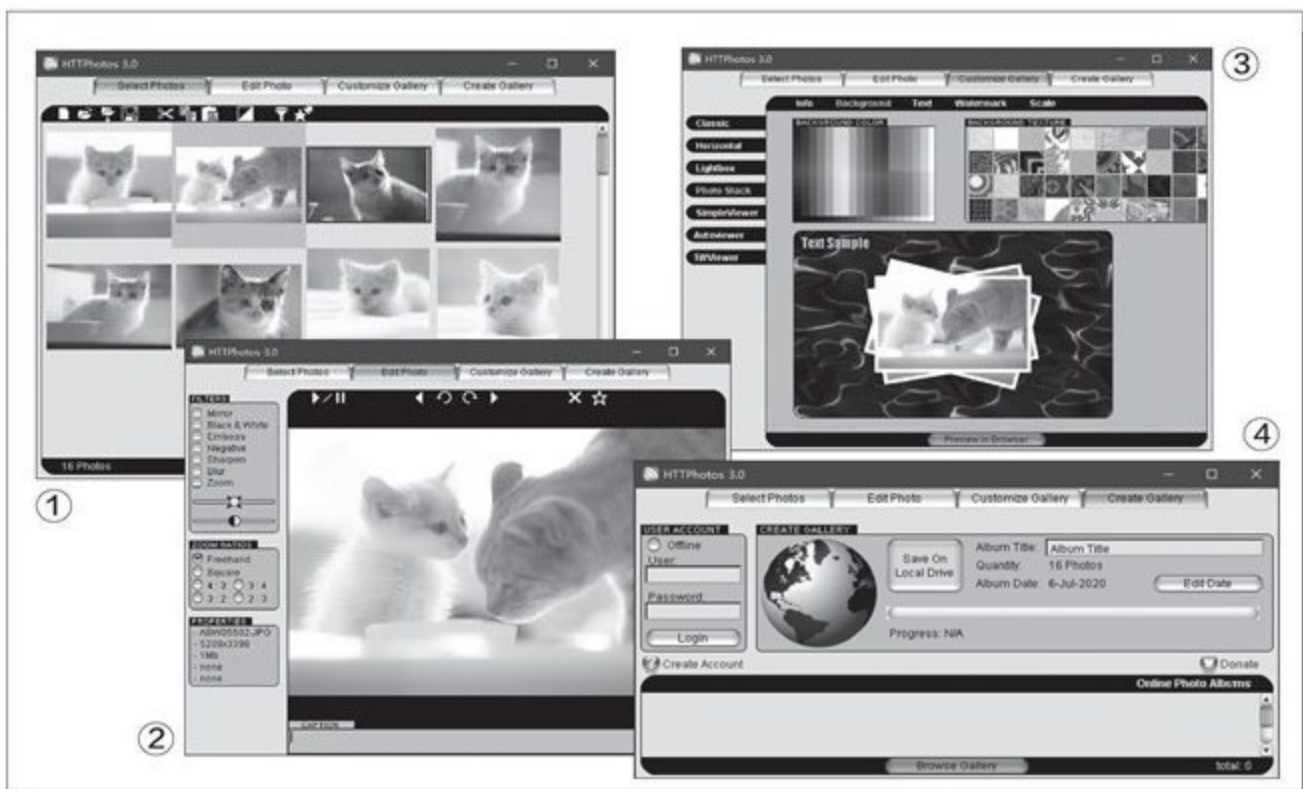 HTTPhotos 3.0
Select Photos Edit Photo Customize Gallery Create Gallery
16 Photos
①
HTTPhotos 3.0
Select Photos Edit Photo Customize Gallery Create Gallery
FILTERS
Mirror
Black & White
Emboss
Negative
Sharpen
Blur
Zoom
ZOOM RATIOS
Freehand
Square
4 : 3 3 : 4
3 : 2 2 : 3
PROPERTIES
- 1Mb
- none
- none
CAPTION
②
HTTPhotos 3.0
③
Select Photos Edit Photo Customize Gallery Create Gallery
Info Background Text Watermark Scale
Classic
Horizontal
Lightbox
Photo Stack
SimpleViewer
Autoviewer
TiltViewer
BACKGROUND COLOR
BACKGROUND TEXTURE
Text Sample
Preview in Browser
④
HTTPhotos 3.0
Select Photos Edit Photo Customize Gallery Create Gallery
USER ACCOUNT
Offline
User:
Password:
Login
Create Account
CREATE GALLERY
Save On
Local Drive
Album Title: Album Title
Quantity: 16 Photos
Album Date: 6-Jul-2020 Edit Date
Progress: N/A
Donate
Online Photo Albums
Browse Gallery total: 0